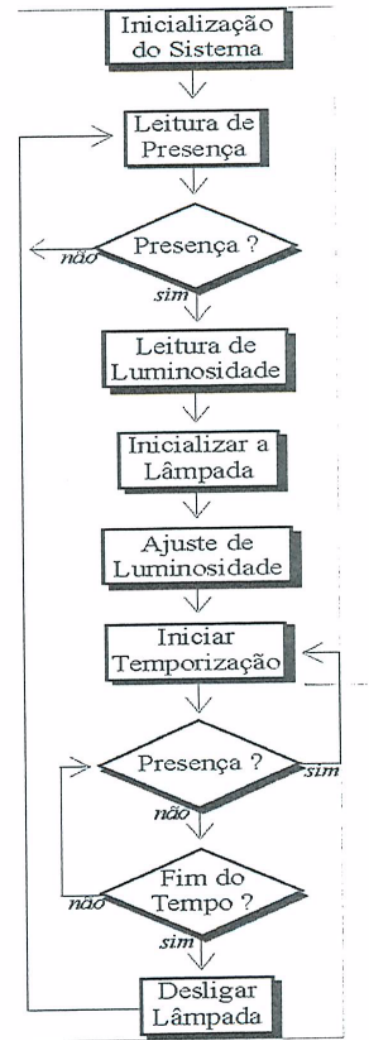 Inicialização
do Sistema
Leitura de
Presença
Presença ?
não
sim
Leitura de
Luminosidade
Inicializar a
Lâmpada
Ajuste de
Luminosidade
Iniciar
Temporização
Presença ?
sim
não
Fim do
Tempo ?
não
sim
Desligar
Lâmpada